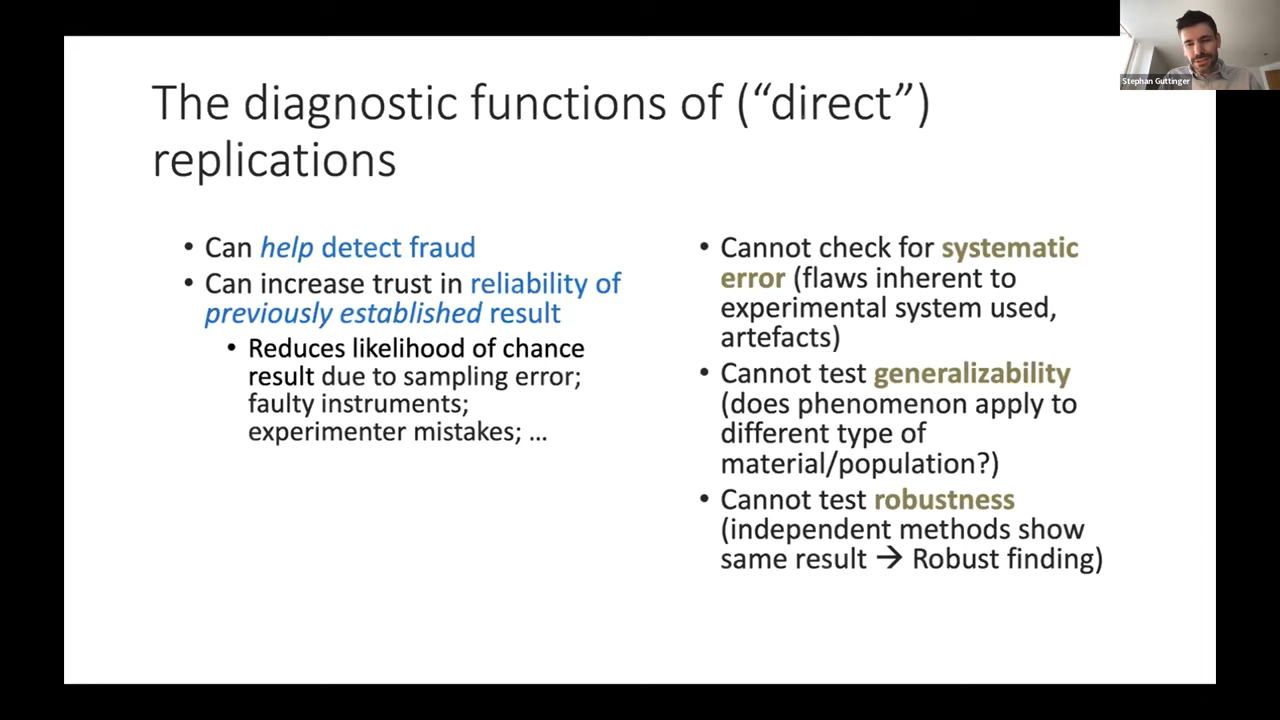 The diagnostic functions of (“direct”)
replications
• Can help detect fraud
• Can increase trust in reliability of
previously established result
• Reduces likelihood of chance
result due to sampling error;
faulty instruments;
experimenter mistakes; ...
• Cannot check for systematic
error (flaws inherent to
experimental system used,
artefacts)
• Cannot test generalizability
(does phenomenon apply to
different type of
material/population?)
• Cannot test robustness
(independent methods show
same result → Robust finding)
Stephan Guttinger